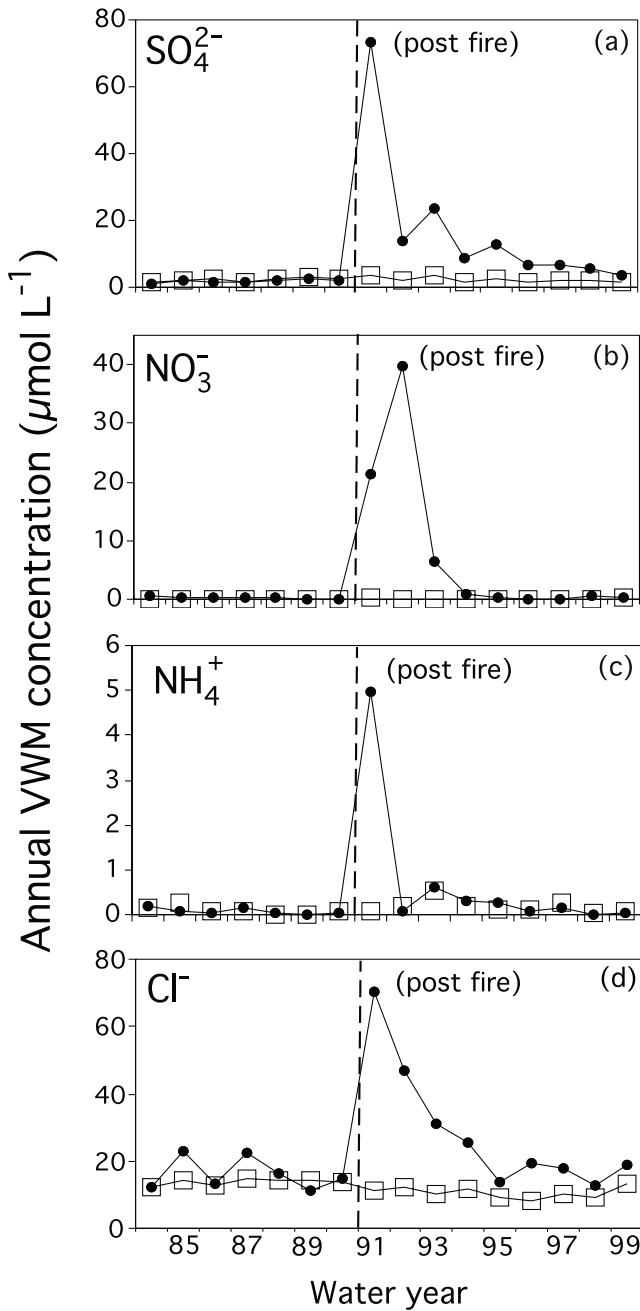 Annual VWM concentration (µmol L⁻¹)
SO₄²⁻
(post fire)
(a)
80
60
40
20
0
NO₃⁻
(post fire)
(b)
40
30
20
10
0
NH₄⁺
(post fire)
(c)
6
5
4
3
2
1
0
Cl⁻
(post fire)
(d)
80
60
40
20
0
85 87 89 91 93 95 97 99
Water year